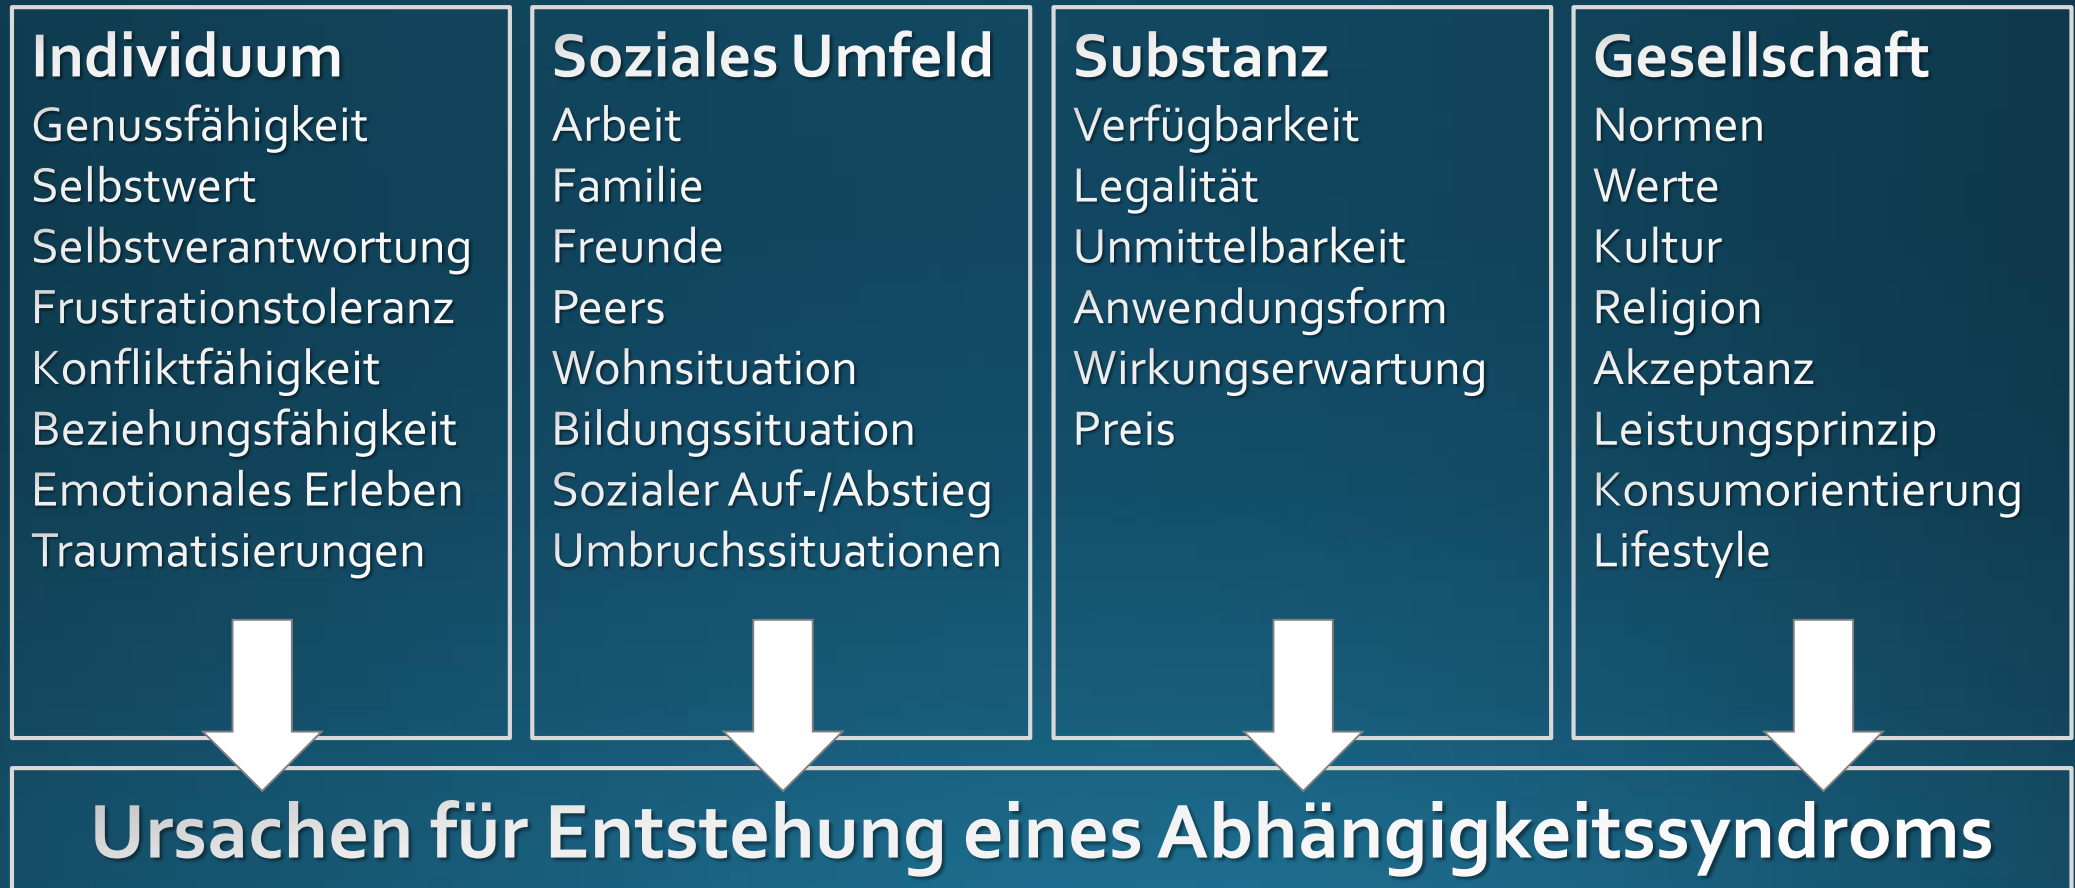 Individuum
Genussfähigkeit
Selbstwert
Selbstverantwortung
Frustrationstoleranz
Konfliktfähigkeit
Beziehungsfähigkeit
Emotionales Erleben
Traumatisierungen
Soziales Umfeld
Arbeit
Familie
Freunde
Peers
Wohnsituation
Bildungssituation
Sozialer Auf-/Abstieg
Umbruchssituationen
Substanz
Verfügbarkeit
Legalität
Unmittelbarkeit
Anwendungsform
Wirkungserwartung
Preis
Gesellschaft
Normen
Werte
Kultur
Religion
Akzeptanz
Leistungsprinzip
Konsumorientierung
Lifestyle
Ursachen für Entstehung eines Abhängigkeitssyndroms